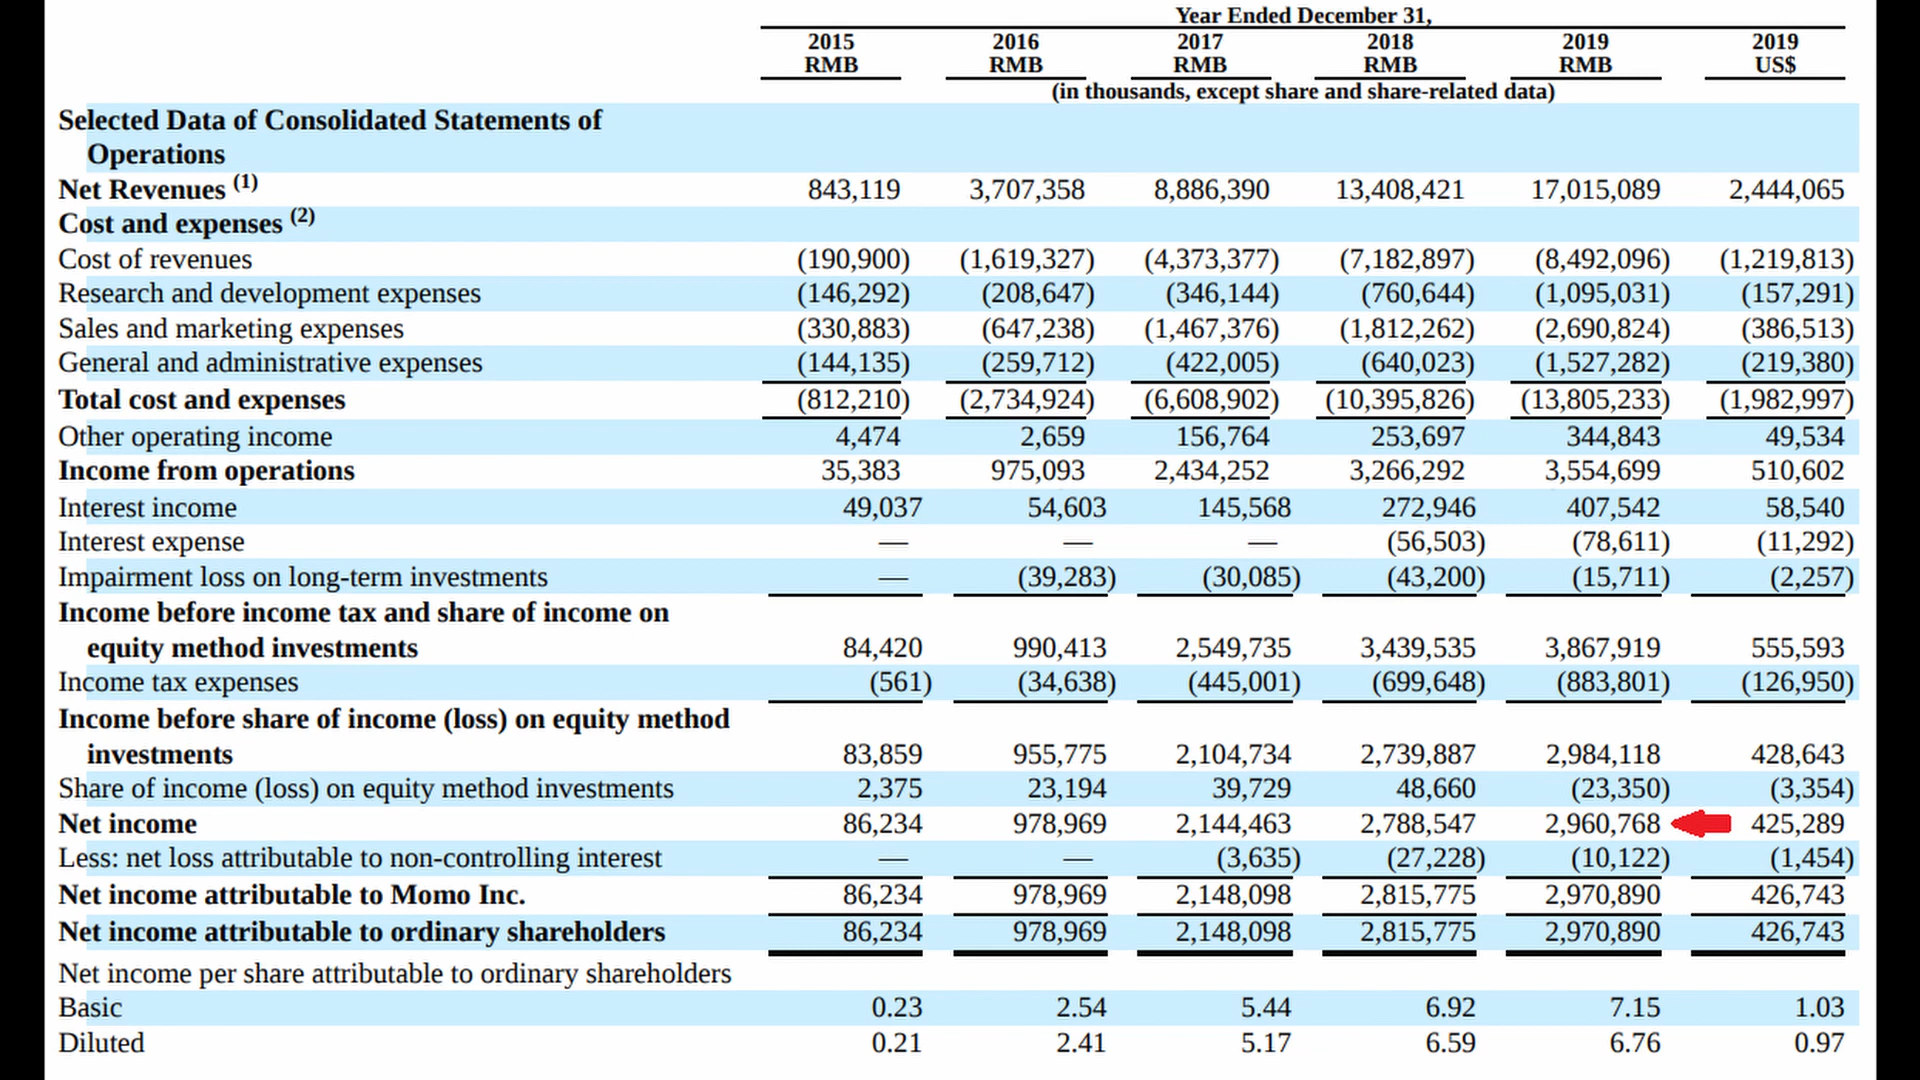 Year Ended December 31,
2015 2016 2017 2018 2019 2019
RMB RMB RMB RMB RMB US$
(in thousands, except share and share-related data)
Selected Data of Consolidated Statements of
Operations
Net Revenues (1) 843,119 3,707,358 8,886,390 13,408,421 17,015,089 2,444,065
Cost and expenses (2)
Cost of revenues (190,900) (1,619,327) (4,373,377) (7,182,897) (8,492,096) (1,219,813)
Research and development expenses (146,292) (208,647) (346,144) (760,644) (1,095,031) (157,291)
Sales and marketing expenses (330,883) (647,238) (1,467,376) (1,812,262) (2,690,824) (386,513)
General and administrative expenses (144,135) (259,712) (422,005) (640,023) (1,527,282) (219,380)
Total cost and expenses (812,210) (2,734,924) (6,608,902) (10,395,826) (13,805,233) (1,982,997)
Other operating income 4,474 2,659 156,764 253,697 344,843 49,534
Income from operations 35,383 975,093 2,434,252 3,266,292 3,554,699 510,602
Interest income 49,037 54,603 145,568 272,946 407,542 58,540
Interest expense — — — (56,503) (78,611) (11,292)
Impairment loss on long-term investments — (39,283) (30,085) (43,200) (15,711) (2,257)
Income before income tax and share of income on
equity method investments 84,420 990,413 2,549,735 3,439,535 3,867,919 555,593
Income tax expenses (561) (34,638) (445,001) (699,648) (883,801) (126,950)
Income before share of income (loss) on equity method
investments 83,859 955,775 2,104,734 2,739,887 2,984,118 428,643
Share of income (loss) on equity method investments 2,375 23,194 39,729 48,660 (23,350) (3,354)
Net income 86,234 978,969 2,144,463 2,788,547 2,960,768 425,289
Less: net loss attributable to non-controlling interest — — (3,635) (27,228) (10,122) (1,454)
Net income attributable to Momo Inc. 86,234 978,969 2,148,098 2,815,775 2,970,890 426,743
Net income attributable to ordinary shareholders 86,234 978,969 2,148,098 2,815,775 2,970,890 426,743
Net income per share attributable to ordinary shareholders
Basic 0.23 2.54 5.44 6.92 7.15 1.03
Diluted 0.21 2.41 5.17 6.59 6.76 0.97